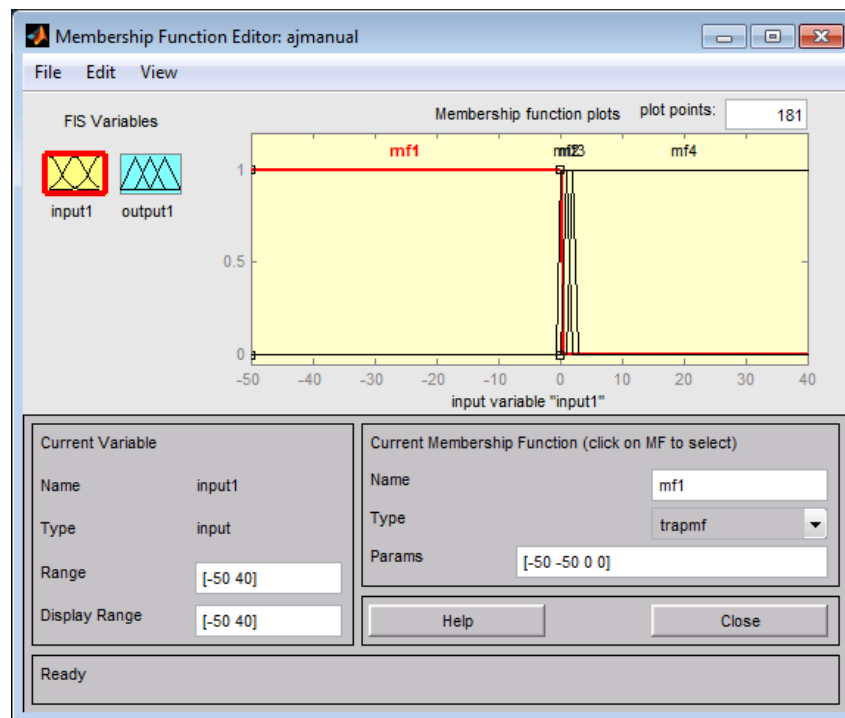 Membership Function Editor: ajmanual
File Edit View
FIS Variables
Membership function plots plot points: 181
input1 output1
mf1 mf3 mf4
1
0.5
0
-50 -40 -30 -20 -10 0 10 20 30 40
input variable "input1"
Current Variable
Name input1
Type input
Range [-50 40]
Display Range [-50 40]
Current Membership Function (click on MF to select)
Name mf1
Type trapmf
Params [-50 -50 0 0]
Help Close
Ready